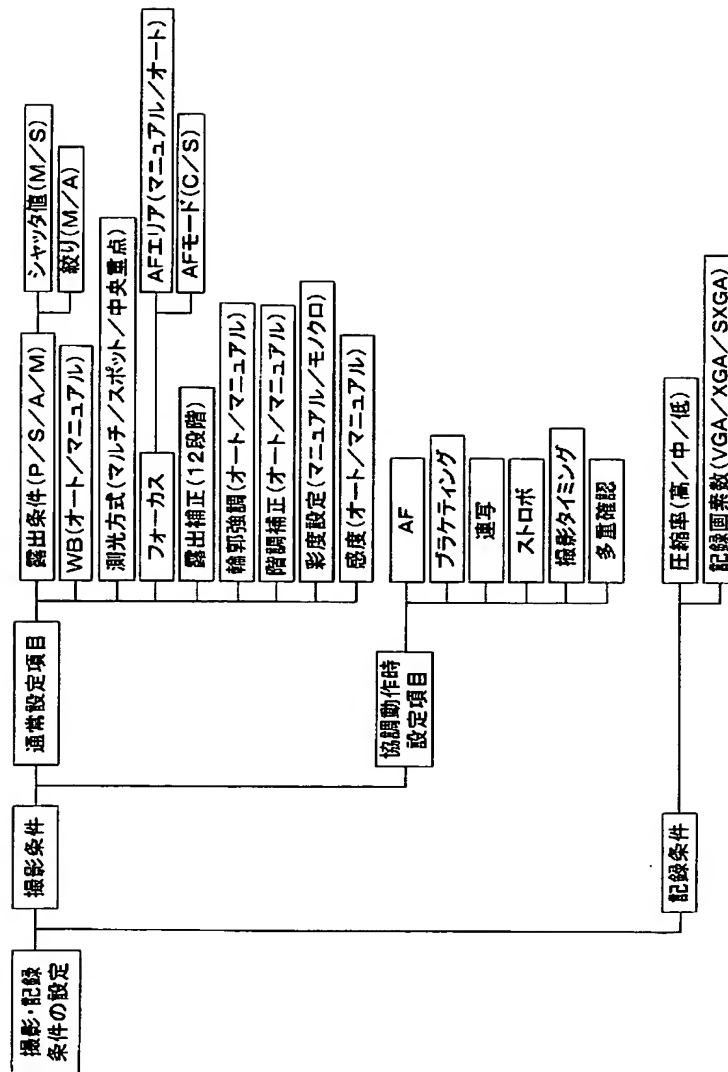 撮影・記録
条件の設定
撮影条件
通常設定項目
露出条件(P/S/A/M)
シャッタ値(M/S)
絞り(M/A)
WB(オート/マニュアル)
測光方式(マルチ/スポット/中央重点)
フォーカス
AFエリア(マニュアル/オート)
AFモード(C/S)
露出補正(12段階)
輪郭強調(オート/マニュアル)
階調補正(オート/マニュアル)
彩度設定(マニュアル/モノクロ)
感度(オート/マニュアル)
協調動作時
設定項目
AF
ブラケティング
連写
ストロボ
撮影タイミング
多重確認
記録条件
圧縮率(高/中/低)
記録画素数(VGA/XGA/SXGA)